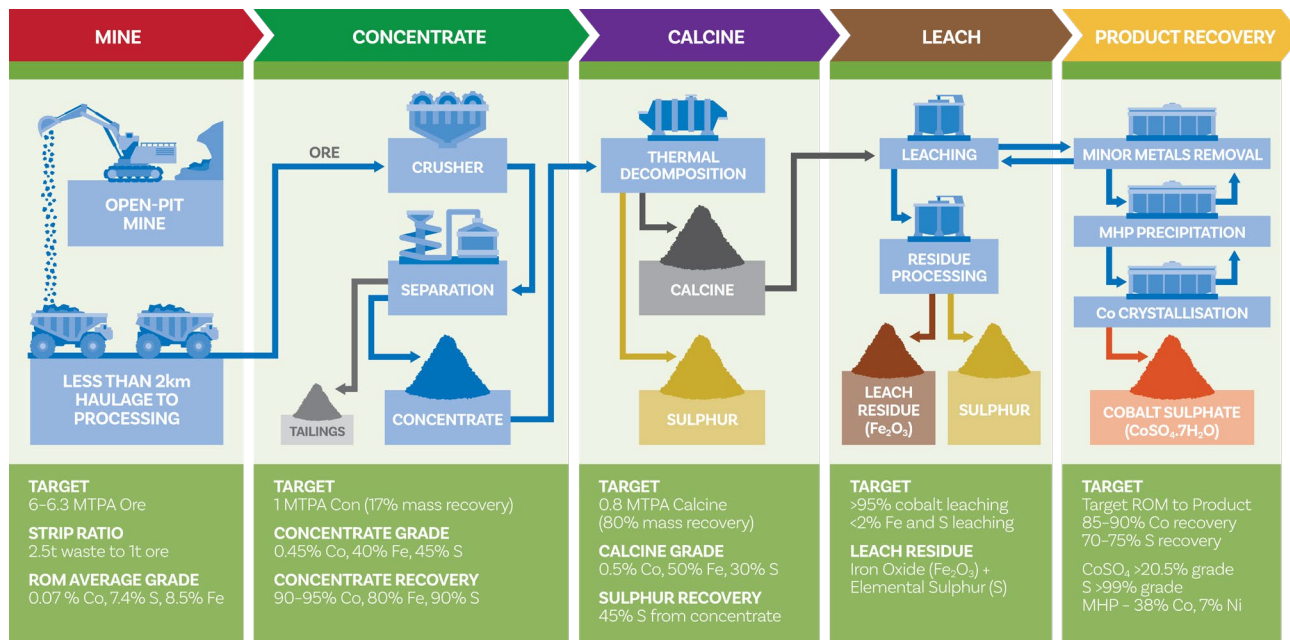 MINE
CONCENTRATE
CALCINE
LEACH
PRODUCT RECOVERY
OPEN-PIT
MINE
LESS THAN 2km
HAULAGE TO
PROCESSING
ORE
CRUSHER
SEPARATION
TAILINGS
CONCENTRATE
THERMAL
DECOMPOSITION
CALCINE
SULPHUR
LEACHING
RESIDUE
PROCESSING
LEACH
RESIDUE
(Fe₂O₃)
SULPHUR
MINOR METALS REMOVAL
MHP PRECIPITATION
Co CRYSTALLISATION
COBALT SULPHATE
(CoSO₄.7H₂O)
TARGET
6–6.3 MTPA Ore
STRIP RATIO
2.5t waste to 1t ore
ROM AVERAGE GRADE
0.07 % Co, 7.4% S, 8.5% Fe
TARGET
1 MTPA Con (17% mass recovery)
CONCENTRATE GRADE
0.45% Co, 40% Fe, 45% S
CONCENTRATE RECOVERY
90–95% Co, 80% Fe, 90% S
TARGET
0.8 MTPA Calcine
(80% mass recovery)
CALCINE GRADE
0.5% Co, 50% Fe, 30% S
SULPHUR RECOVERY
45% S from concentrate
TARGET
>95% cobalt leaching
<2% Fe and S leaching
LEACH RESIDUE
Iron Oxide (Fe₂O₃) +
Elemental Sulphur (S)
TARGET
Target ROM to Product
85–90% Co recovery
70–75% S recovery
CoSO₄ >20.5% grade
S >99% grade
MHP – 38% Co, 7% Ni